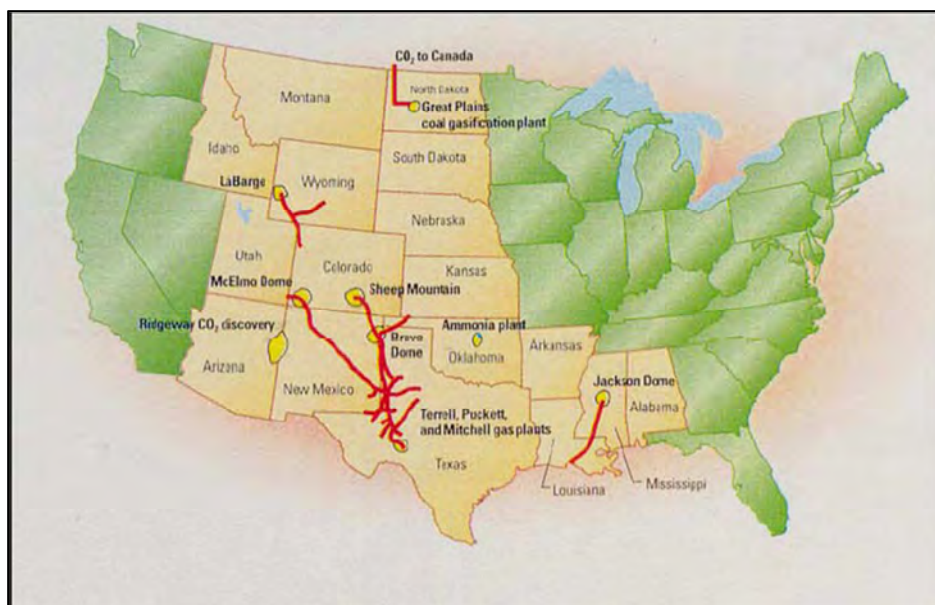 CO₂ to Canada
North Dakota
Montana
Great Plains
coal gasification plant
Idaho
South Dakota
LaBarge
Wyoming
Nebraska
Utah
Colorado
Kansas
McElmo Dome
Sheep Mountain
Ridgeway CO₂ discovery
Bravo
Dome
Ammonia plant
Oklahoma
Arkansas
Arizona
New Mexico
Jackson Dome
Alabama
Terrell, Puckett,
and Mitchell gas plants
Texas
Louisiana
Mississippi